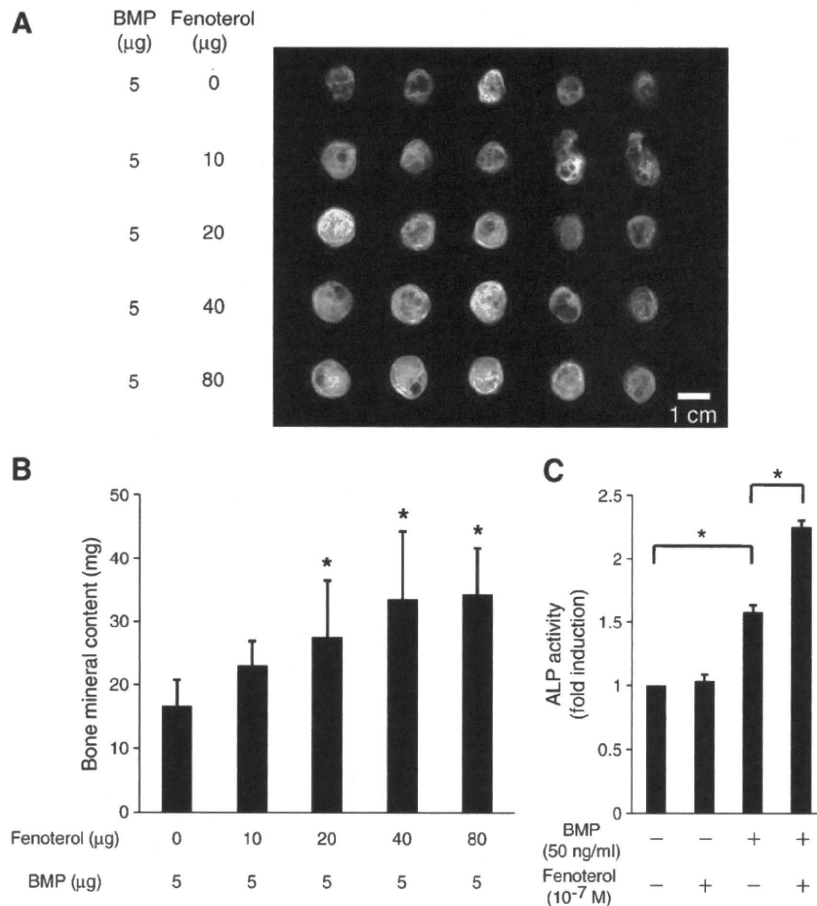 A
BMP Fenoterol
(μg) (μg)
5 0
5 10
5 20
5 40
5 80
1 cm
B
Bone mineral content (mg)
50
40
30
20
10
0
* * *
Fenoterol (μg) 0 10 20 40 80
BMP (μg) 5 5 5 5 5
C
ALP activity
(fold induction)
2.5
2
1.5
1
0.5
0
* *
BMP
(50 ng/ml) − − + +
Fenoterol
(10⁻⁷ M) − + − +